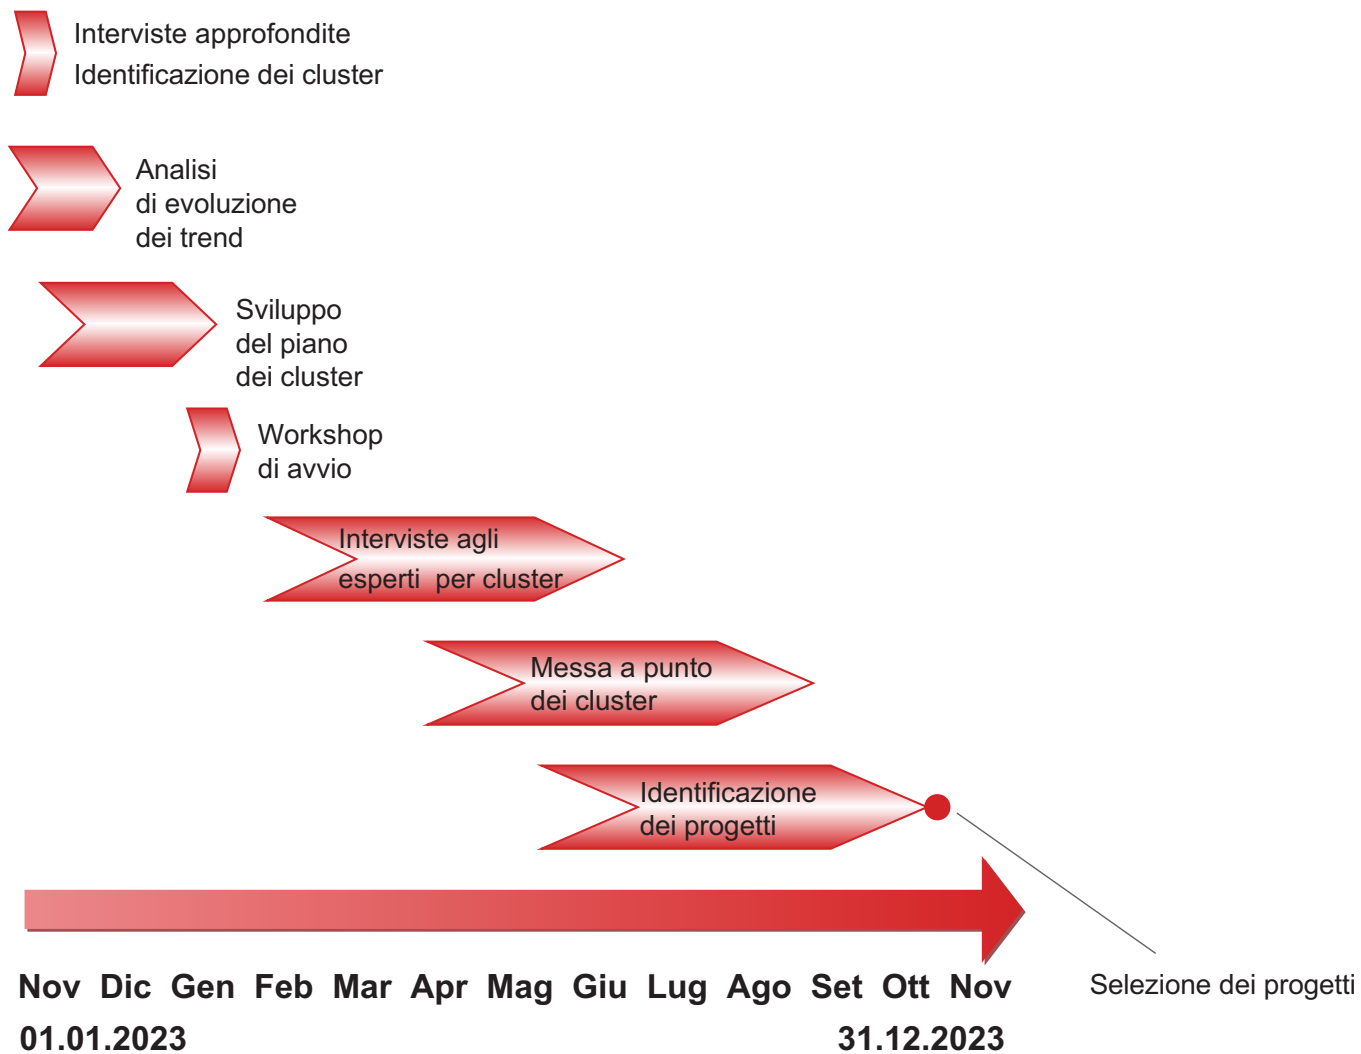 Interviste approfondite
Identificazione dei cluster
Analisi
di evoluzione
dei trend
Sviluppo
del piano
dei cluster
Workshop
di avvio
Interviste agli
esperti per cluster
Messa a punto
dei cluster
Identificazione
dei progetti
Nov Dic Gen Feb Mar Apr Mag Giu Lug Ago Set Ott Nov
Selezione dei progetti
01.01.2023 31.12.2023